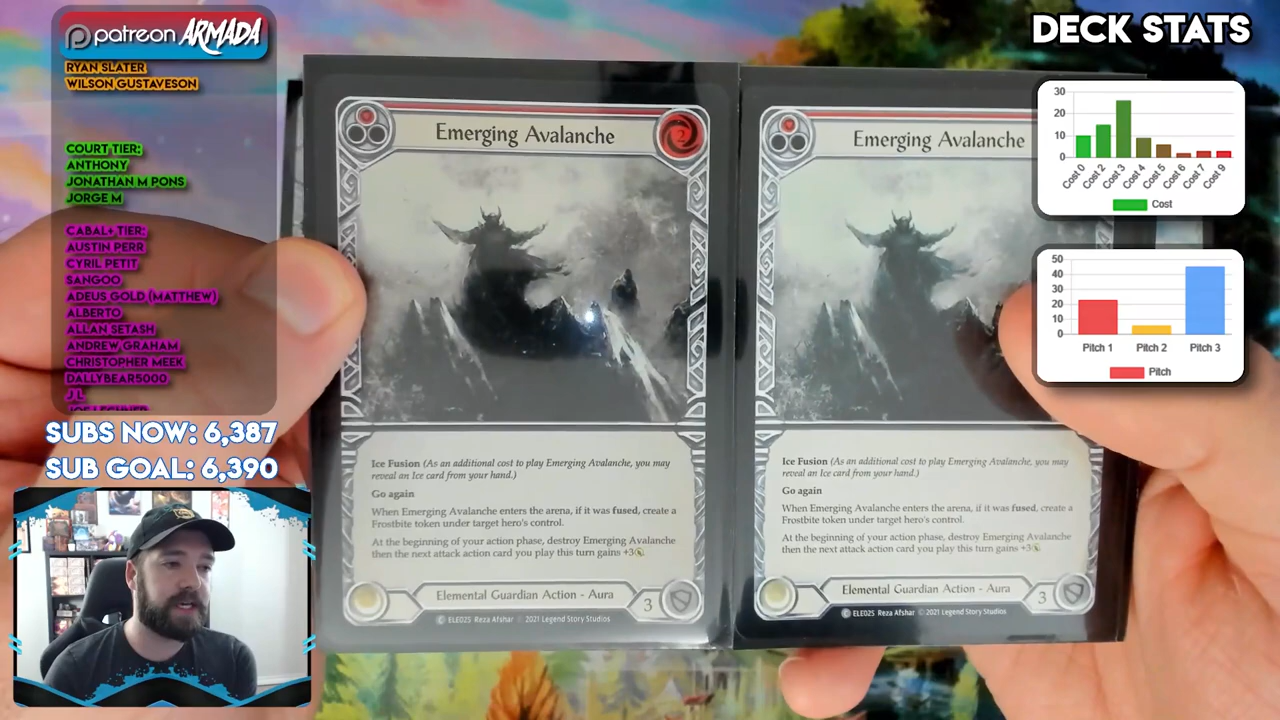 patreon ARMADA
RYAN SLATER
WILSON GUSTAVESON
COURT TIER:
ANTHONY
JONATHAN M PONS
JORGE M
CABAL+ TIER:
AUSTIN PERR
CYRIL PETIT
SANGOO
ADEUS GOLD (MATTHEW)
ALBERTO
ALLAN SETASH
ANDREW GRAHAM
CHRISTOPHER MEEK
DALLYBEAR5000
SUBS NOW: 6,387
SUB GOAL: 6,390
Emerging Avalanche
2
Ice Fusion (As an additional cost to play Emerging Avalanche, you may
reveal an Ice card from your hand.)
Go again
When Emerging Avalanche enters the arena, if it was fused, create a
Frostbite token under target hero's control.
At the beginning of your action phase, destroy Emerging Avalanche
then the next attack action card you play this turn gains +3
Elemental Guardian Action - Aura
3
C ELE025 Reza Afshar © 2021 Legend Story Studios
Emerging Avalanche
Ice Fusion (As an additional cost to play Emerging Avalanche, you may
reveal an Ice card from your hand.)
Go again
When Emerging Avalanche enters the arena, if it was fused, create a
Frostbite token under target hero's control.
At the beginning of your action phase, destroy Emerging Avalanche
then the next attack action card you play this turn gains +3
Elemental Guardian Action - Aura
3
C ELE025 Reza Afshar © 2021 Legend Story Studios
DECK STATS
30
20
10
0
Cost 0
Cost 2
Cost 3
Cost 4
Cost 5
Cost 6
Cost 7
Cost 9
Cost
50
40
30
20
10
0
Pitch 1
Pitch 2
Pitch 3
Pitch